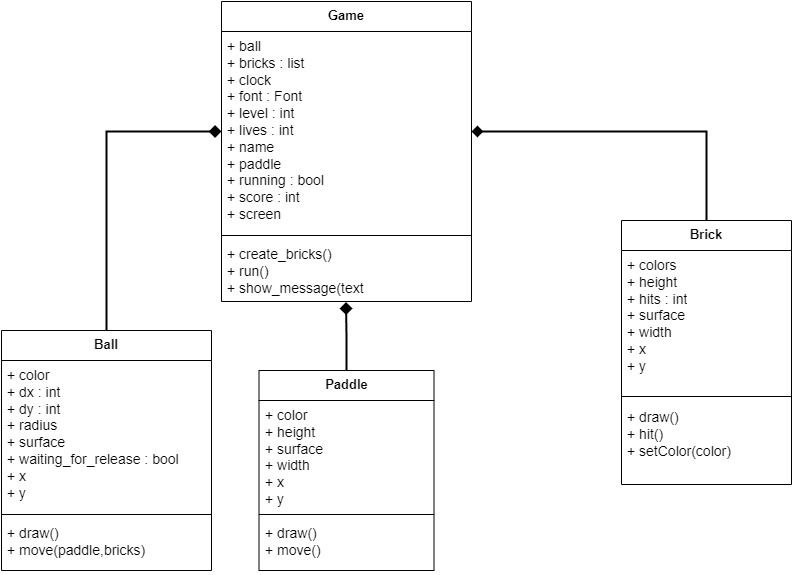 Game
+ ball
+ bricks : list
+ clock
+ font : Font
+ level : int
+ lives : int
+ name
+ paddle
+ running : bool
+ score : int
+ screen
+ create_bricks()
+ run()
+ show_message(text
Ball
+ color
+ dx : int
+ dy : int
+ radius
+ surface
+ waiting_for_release : bool
+ x
+ y
+ draw()
+ move(paddle,bricks)
Paddle
+ color
+ height
+ surface
+ width
+ x
+ y
+ draw()
+ move()
Brick
+ colors
+ height
+ hits : int
+ surface
+ width
+ x
+ y
+ draw()
+ hit()
+ setColor(color)